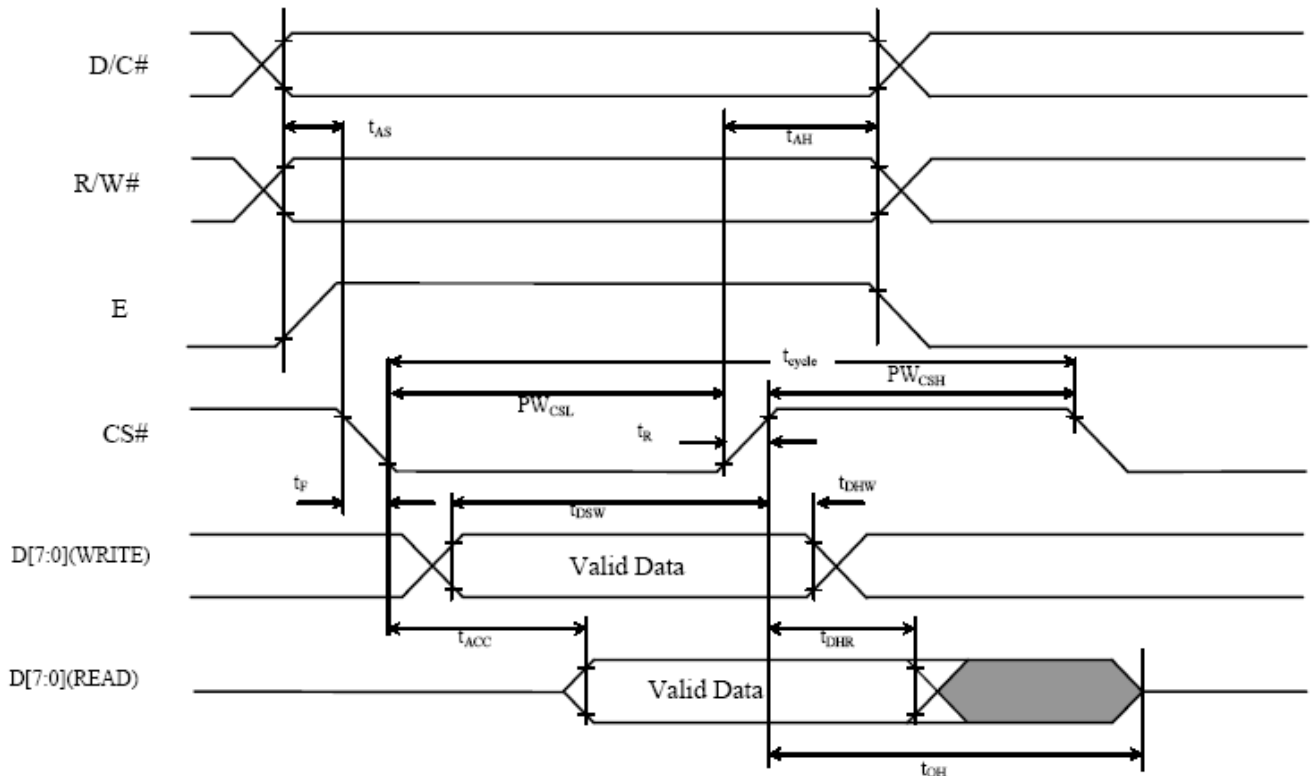 D/C#
tAS
tAH
R/W#
E
tcycle
PWCSH
PWCSL
CS#
tR
tF
tDHW
tDSW
D[7:0](WRITE)
Valid Data
tACC
tDHR
D[7:0](READ)
Valid Data
tOH